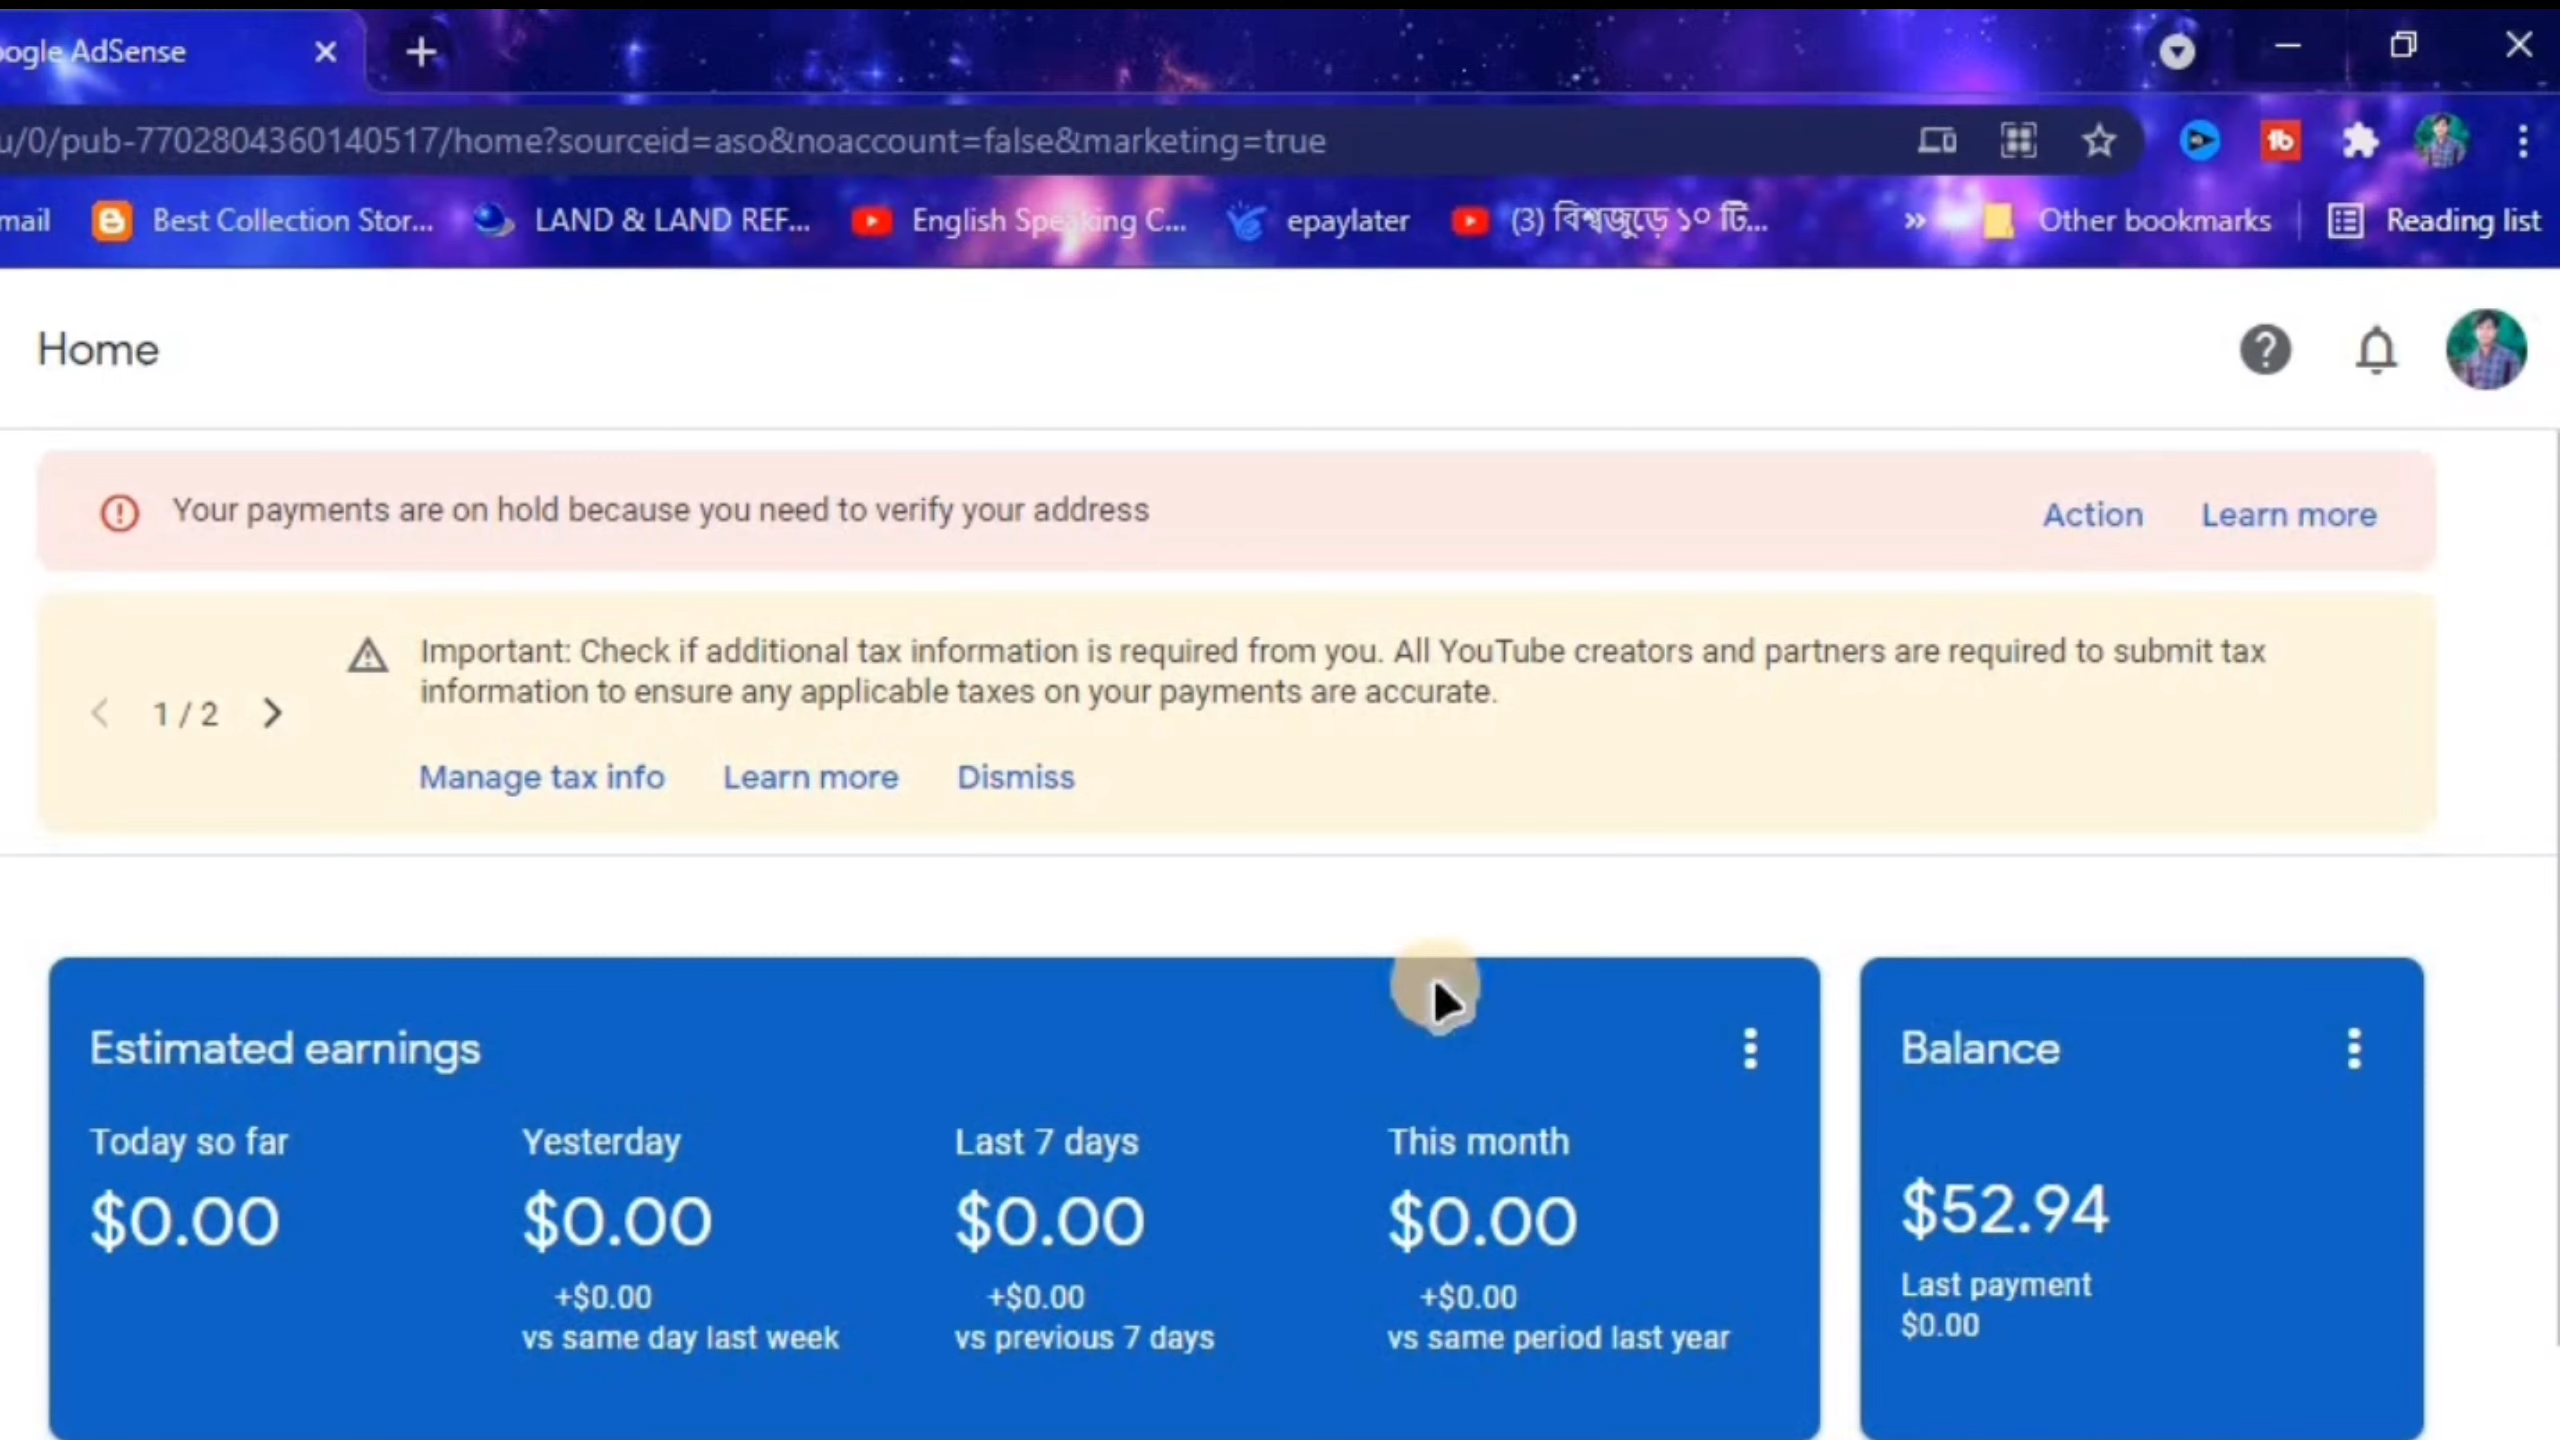 oogle AdSense
u/0/pub-7702804360140517/home?sourceid=aso&noaccount=false&marketing=true
mail Best Collection Stor... LAND & LAND REF... English Speaking C... epaylater (3) বিশ্বজুড়ে ১০ টি... » Other bookmarks Reading list
Home
Your payments are on hold because you need to verify your address Action Learn more
Important: Check if additional tax information is required from you. All YouTube creators and partners are required to submit tax
information to ensure any applicable taxes on your payments are accurate.
1 / 2
Manage tax info Learn more Dismiss
Estimated earnings
Today so far Yesterday Last 7 days This month
$0.00 $0.00 $0.00 $0.00
+$0.00 +$0.00 +$0.00
vs same day last week vs previous 7 days vs same period last year
Balance
$52.94
Last payment
$0.00